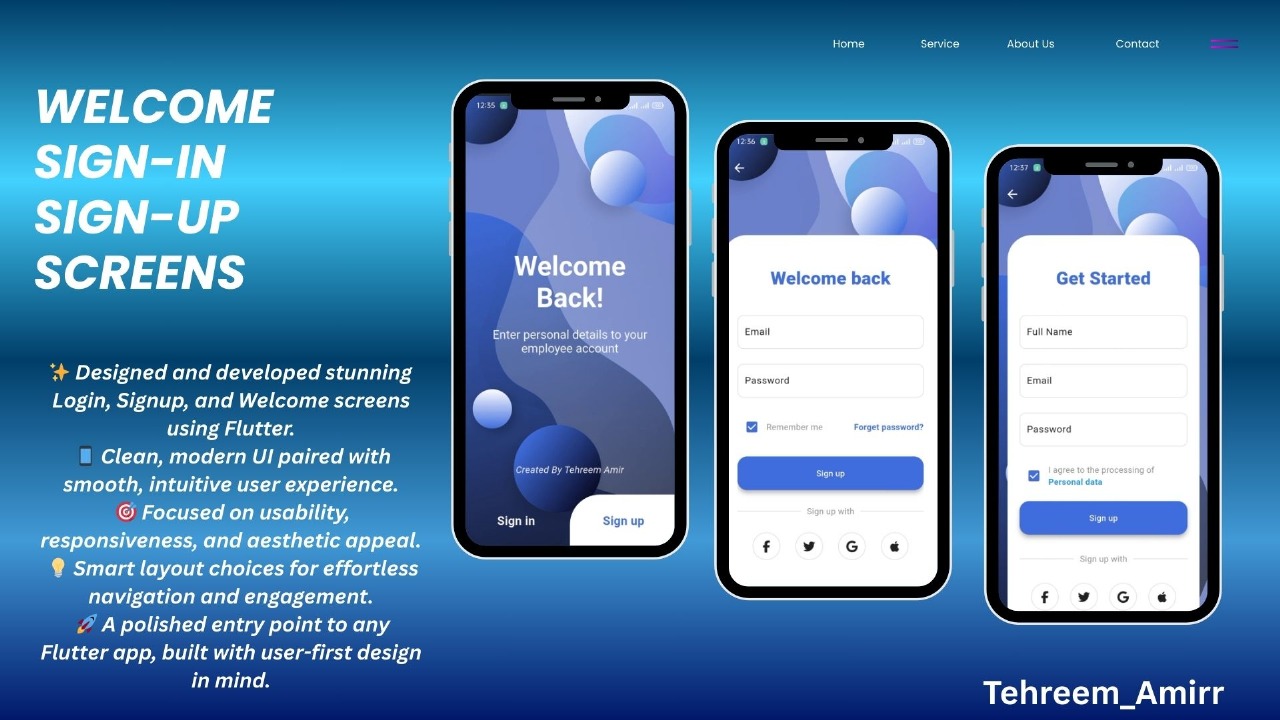 Home Service About Us Contact
WELCOME
SIGN-IN
SIGN-UP
SCREENS
✨ Designed and developed stunning
Login, Signup, and Welcome screens
using Flutter.
📱 Clean, modern UI paired with
smooth, intuitive user experience.
🎯 Focused on usability,
responsiveness, and aesthetic appeal.
💡 Smart layout choices for effortless
navigation and engagement.
🚀 A polished entry point to any
Flutter app, built with user-first design
in mind.
12:35
Welcome
Back!
Enter personal details to your
employee account
Created By Tehreem Amir
Sign in Sign up
12:36
Welcome back
Email
Password
Remember me Forget password?
Sign up
Sign up with
12:37
Get Started
Full Name
Email
Password
I agree to the processing of
Personal data
Sign up
Sign up with
Tehreem_Amirr